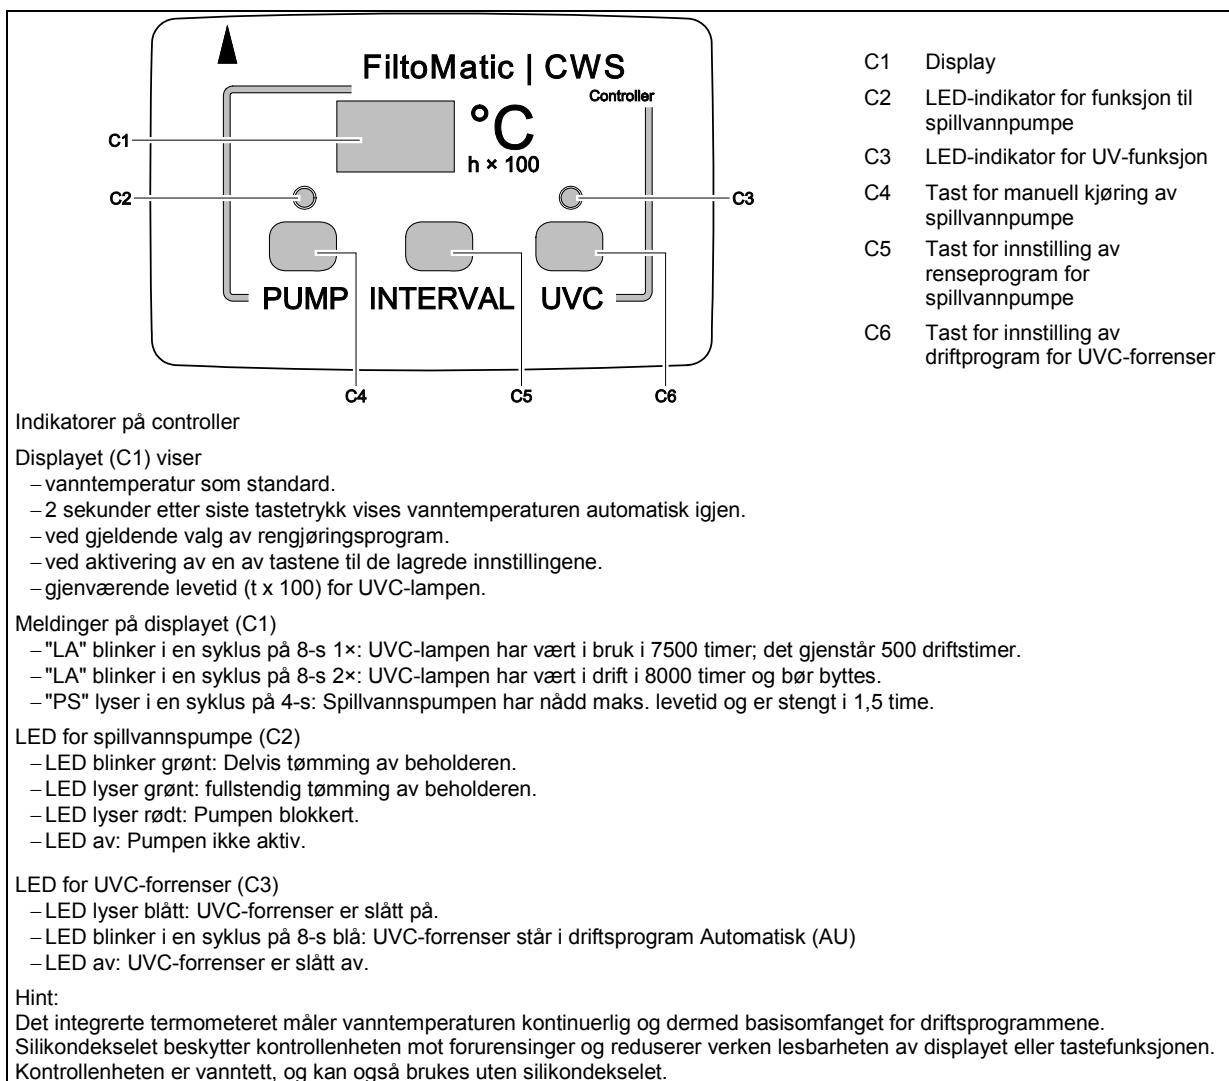 FiltoMatic | CWS
Controller
°C
h × 100
C1
C2
C3
PUMP INTERVAL UVC
C4
C5
C6
C1 Display
C2 LED-indikator for funksjon til
spillvannpumpe
C3 LED-indikator for UV-funksjon
C4 Tast for manuell kjøring av
spillvannpumpe
C5 Tast for innstilling av
renseprogram for
spillvannpumpe
C6 Tast for innstilling av
driftprogram for UVC-forrenser
Indikatorer på controller
Displayet (C1) viser
– vanntemperatur som standard.
– 2 sekunder etter siste tastetrykk vises vanntemperaturen automatisk igjen.
– ved gjeldende valg av rengjøringsprogram.
– ved aktivering av en av tastene til de lagrede innstillingene.
– gjenværende levetid (t x 100) for UVC-lampen.
Meldinger på displayet (C1)
– "LA" blinker i en syklus på 8-s 1×: UVC-lampen har vært i bruk i 7500 timer; det gjenstår 500 driftstimer.
– "LA" blinker i en syklus på 8-s 2×: UVC-lampen har vært i drift i 8000 timer og bør byttes.
– "PS" lyser i en syklus på 4-s: Spillvannspumpen har nådd maks. levetid og er stengt i 1,5 time.
LED for spillvannspumpe (C2)
– LED blinker grønt: Delvis tømming av beholderen.
– LED lyser grønt: fullstendig tømming av beholderen.
– LED lyser rødt: Pumpen blokkert.
– LED av: Pumpen ikke aktiv.
LED for UVC-forrenser (C3)
– LED lyser blått: UVC-forrenser er slått på.
– LED blinker i en syklus på 8-s blå: UVC-forrenser står i driftsprogram Automatisk (AU)
– LED av: UVC-forrenser er slått av.
Hint:
Det integrerte termometeret måler vanntemperaturen kontinuerlig og dermed basisomfanget for driftsprogrammene.
Silikondekselet beskytter kontrollenheten mot forurensinger og reduserer verken lesbarheten av displayet eller tastefunksjonen.
Kontrollenheten er vanntett, og kan også brukes uten silikondekselet.